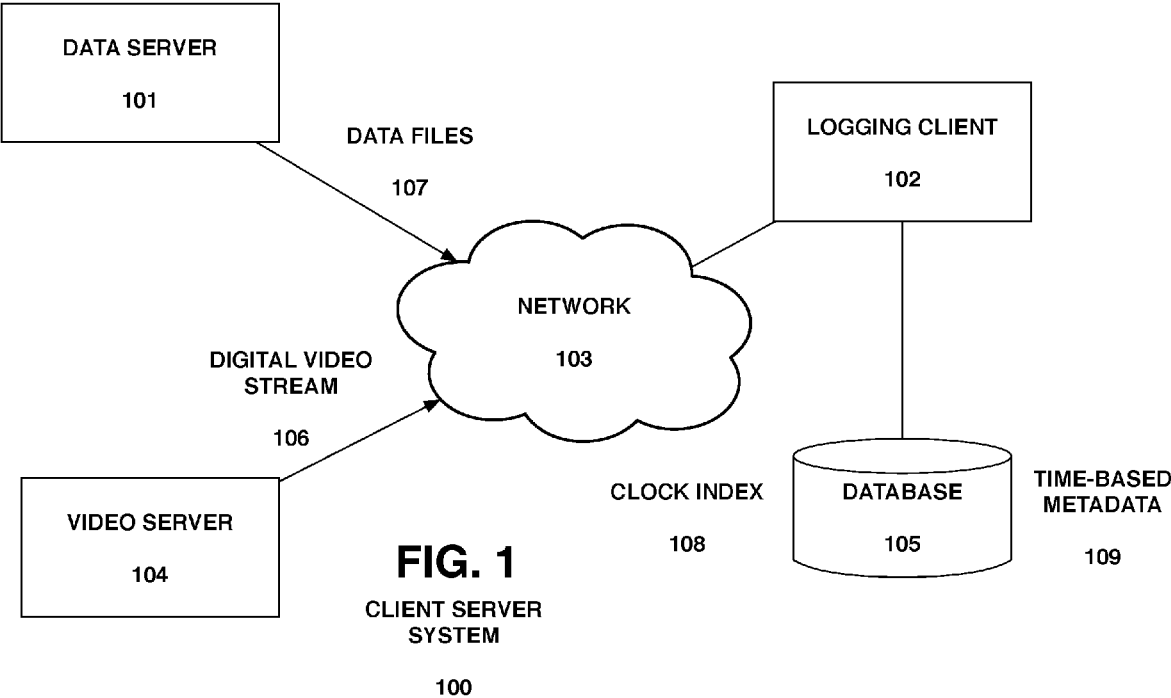 DATA SERVER
101
DATA FILES
107
LOGGING CLIENT
102
NETWORK
103
DIGITAL VIDEO
STREAM
106
VIDEO SERVER
104
CLOCK INDEX
108
DATABASE
105
TIME-BASED
METADATA
109
FIG. 1
CLIENT SERVER
SYSTEM
100